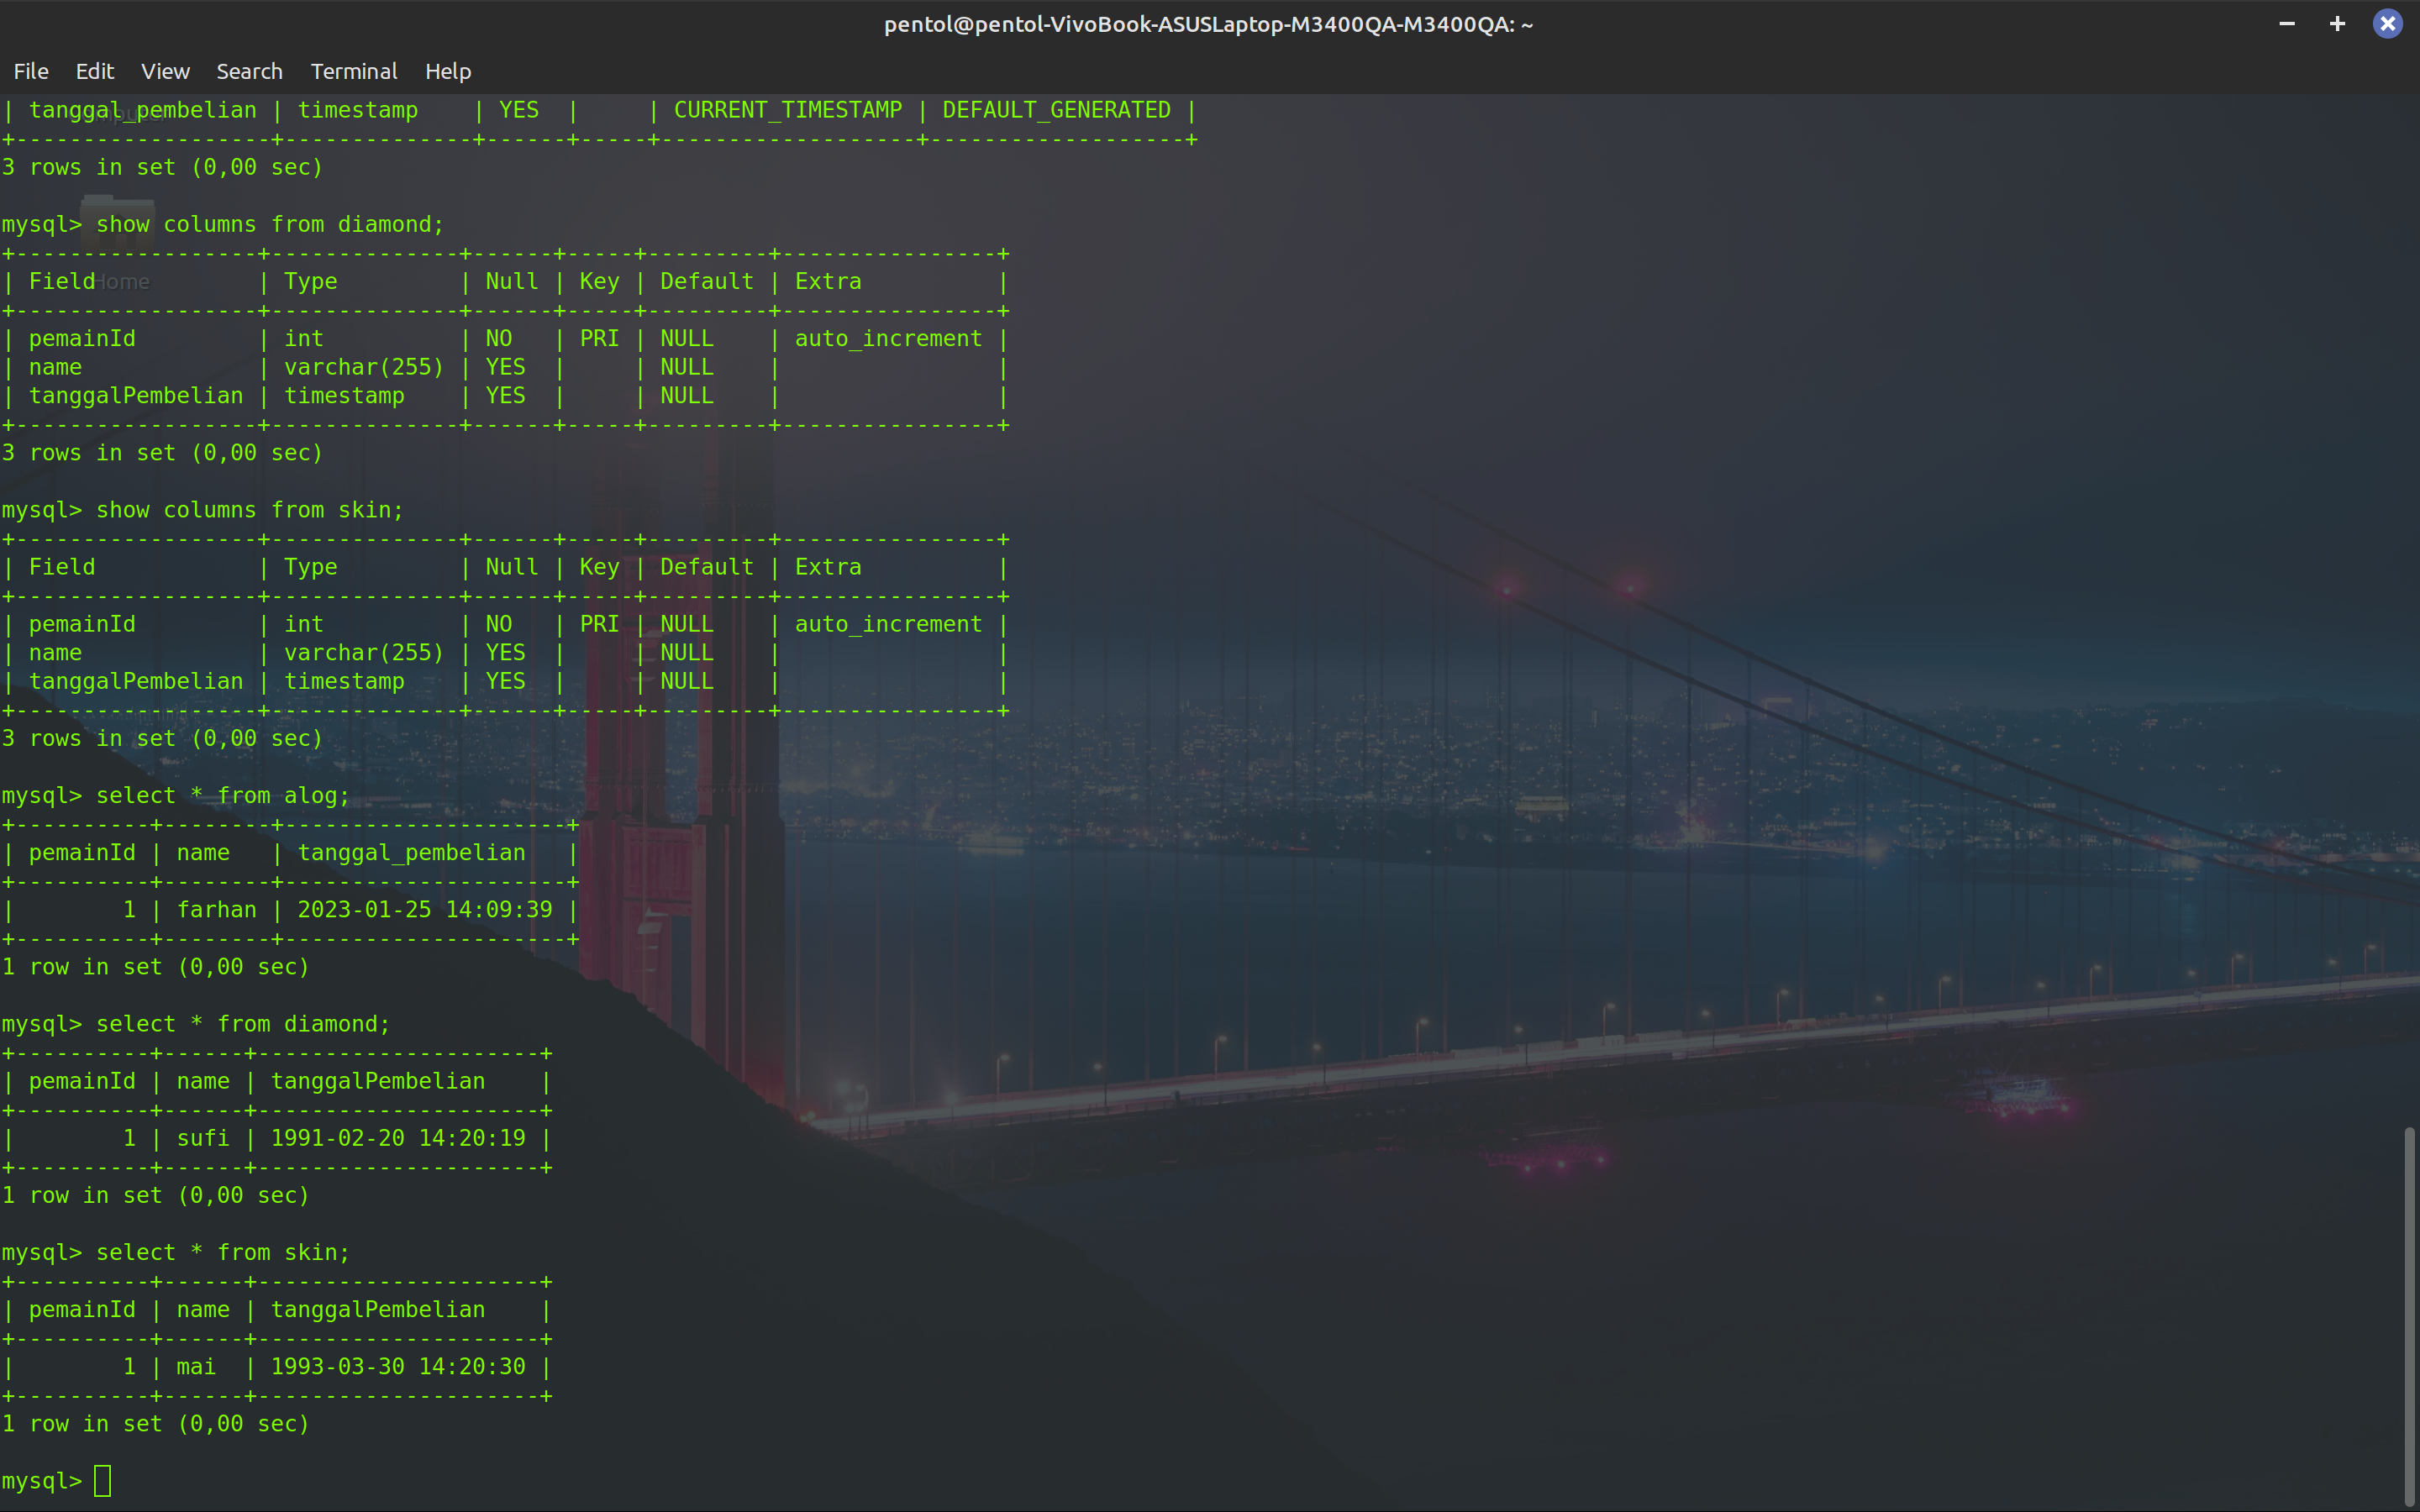 pentol@pentol-VivoBook-ASUSLaptop-M3400QA-M3400QA: ~
File Edit View Search Terminal Help
| tanggal_pembelian | timestamp    | YES  |     | CURRENT_TIMESTAMP | DEFAULT_GENERATED |
+-------------------+--------------+------+-----+-------------------+-------------------+
3 rows in set (0,00 sec)
mysql> show columns from diamond;
+------------------+--------------+------+-----+---------+----------------+
| Field            | Type         | Null | Key | Default | Extra          |
+------------------+--------------+------+-----+---------+----------------+
| pemainId         | int          | NO   | PRI | NULL    | auto_increment |
| name             | varchar(255) | YES  |     | NULL    |                |
| tanggalPembelian | timestamp    | YES  |     | NULL    |                |
+------------------+--------------+------+-----+---------+----------------+
3 rows in set (0,00 sec)
mysql> show columns from skin;
+------------------+--------------+------+-----+---------+----------------+
| Field            | Type         | Null | Key | Default | Extra          |
+------------------+--------------+------+-----+---------+----------------+
| pemainId         | int          | NO   | PRI | NULL    | auto_increment |
| name             | varchar(255) | YES  |     | NULL    |                |
| tanggalPembelian | timestamp    | YES  |     | NULL    |                |
+------------------+--------------+------+-----+---------+----------------+
3 rows in set (0,00 sec)
mysql> select * from alog;
+----------+--------+---------------------+
| pemainId | name   | tanggal_pembelian   |
+----------+--------+---------------------+
|        1 | farhan | 2023-01-25 14:09:39 |
+----------+--------+---------------------+
1 row in set (0,00 sec)
mysql> select * from diamond;
+----------+------+---------------------+
| pemainId | name | tanggalPembelian    |
+----------+------+---------------------+
|        1 | sufi | 1991-02-20 14:20:19 |
+----------+------+---------------------+
1 row in set (0,00 sec)
mysql> select * from skin;
+----------+------+---------------------+
| pemainId | name | tanggalPembelian    |
+----------+------+---------------------+
|        1 | mai  | 1993-03-30 14:20:30 |
+----------+------+---------------------+
1 row in set (0,00 sec)
mysql>
Computer
Home